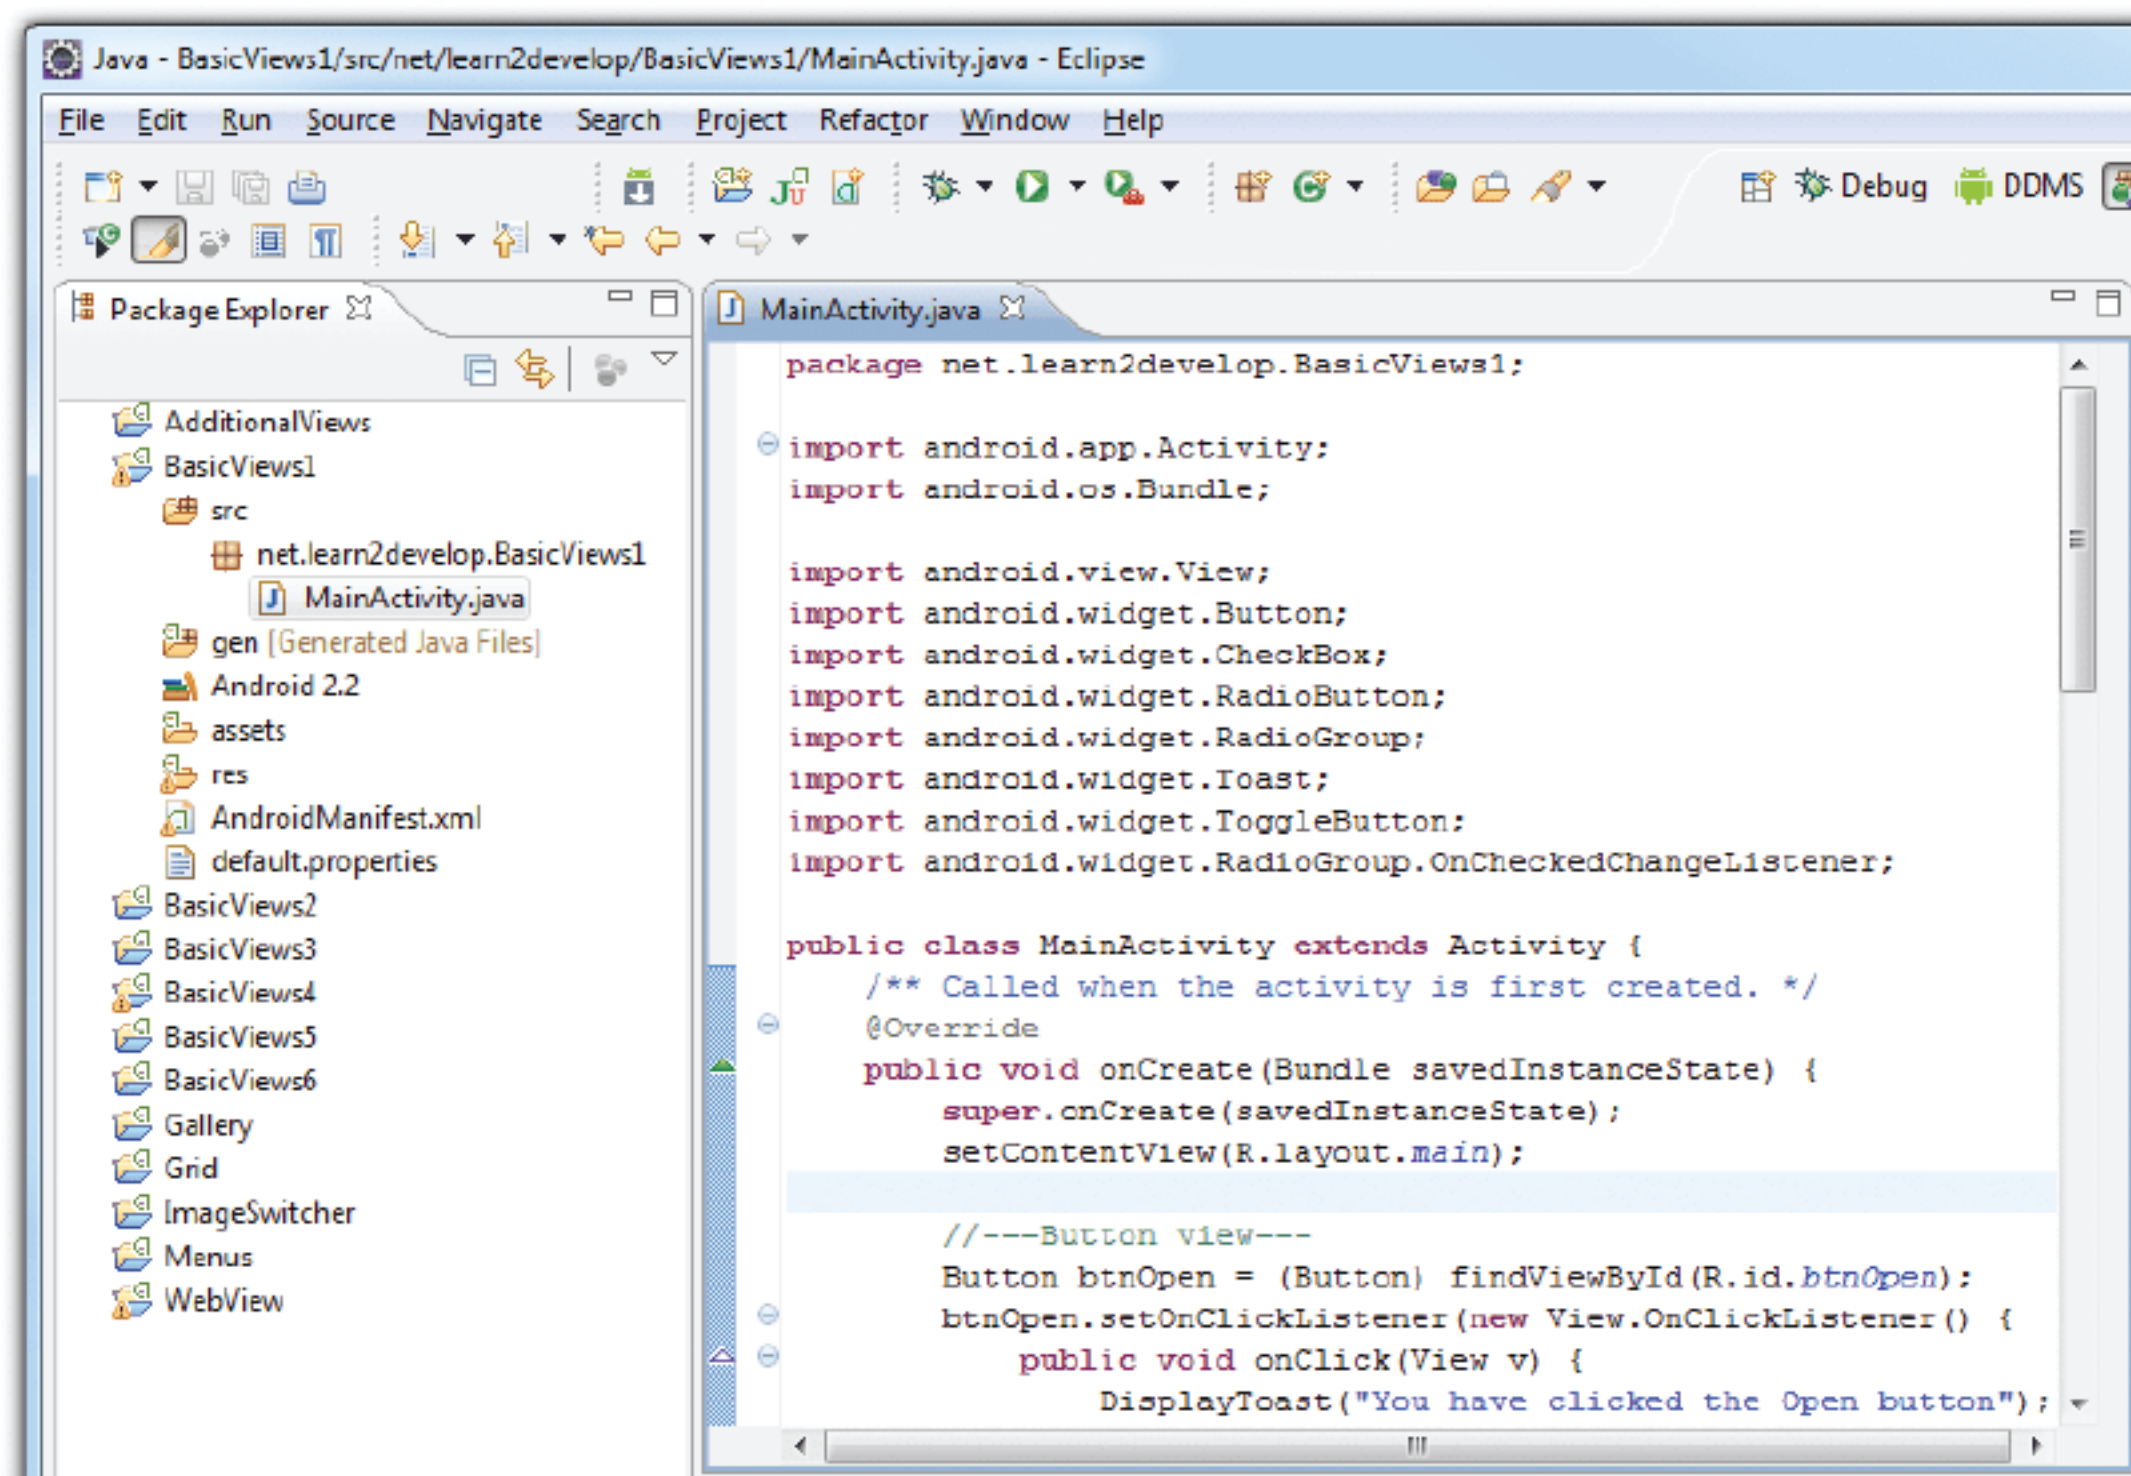 Java - BasicViews1/src/net/learn2develop/BasicViews1/MainActivity.java - Eclipse
File Edit Run Source Navigate Search Project Refactor Window Help
Debug DDMS
Package Explorer
AdditionalViews
BasicViews1
src
net.learn2develop.BasicViews1
MainActivity.java
gen [Generated Java Files]
Android 2.2
assets
res
AndroidManifest.xml
default.properties
BasicViews2
BasicViews3
BasicViews4
BasicViews5
BasicViews6
Gallery
Grid
ImageSwitcher
Menus
WebView
MainActivity.java
package net.learn2develop.BasicViews1;
import android.app.Activity;
import android.os.Bundle;
import android.view.View;
import android.widget.Button;
import android.widget.CheckBox;
import android.widget.RadioButton;
import android.widget.RadioGroup;
import android.widget.Toast;
import android.widget.ToggleButton;
import android.widget.RadioGroup.OnCheckedChangeListener;
public class MainActivity extends Activity {
/** Called when the activity is first created. */
@Override
public void onCreate(Bundle savedInstanceState) {
super.onCreate(savedInstanceState);
setContentView(R.layout.main);
//---Button view---
Button btnOpen = (Button) findViewById(R.id.btnOpen);
btnOpen.setOnClickListener(new View.OnClickListener() {
public void onClick(View v) {
DisplayToast("You have clicked the Open button");